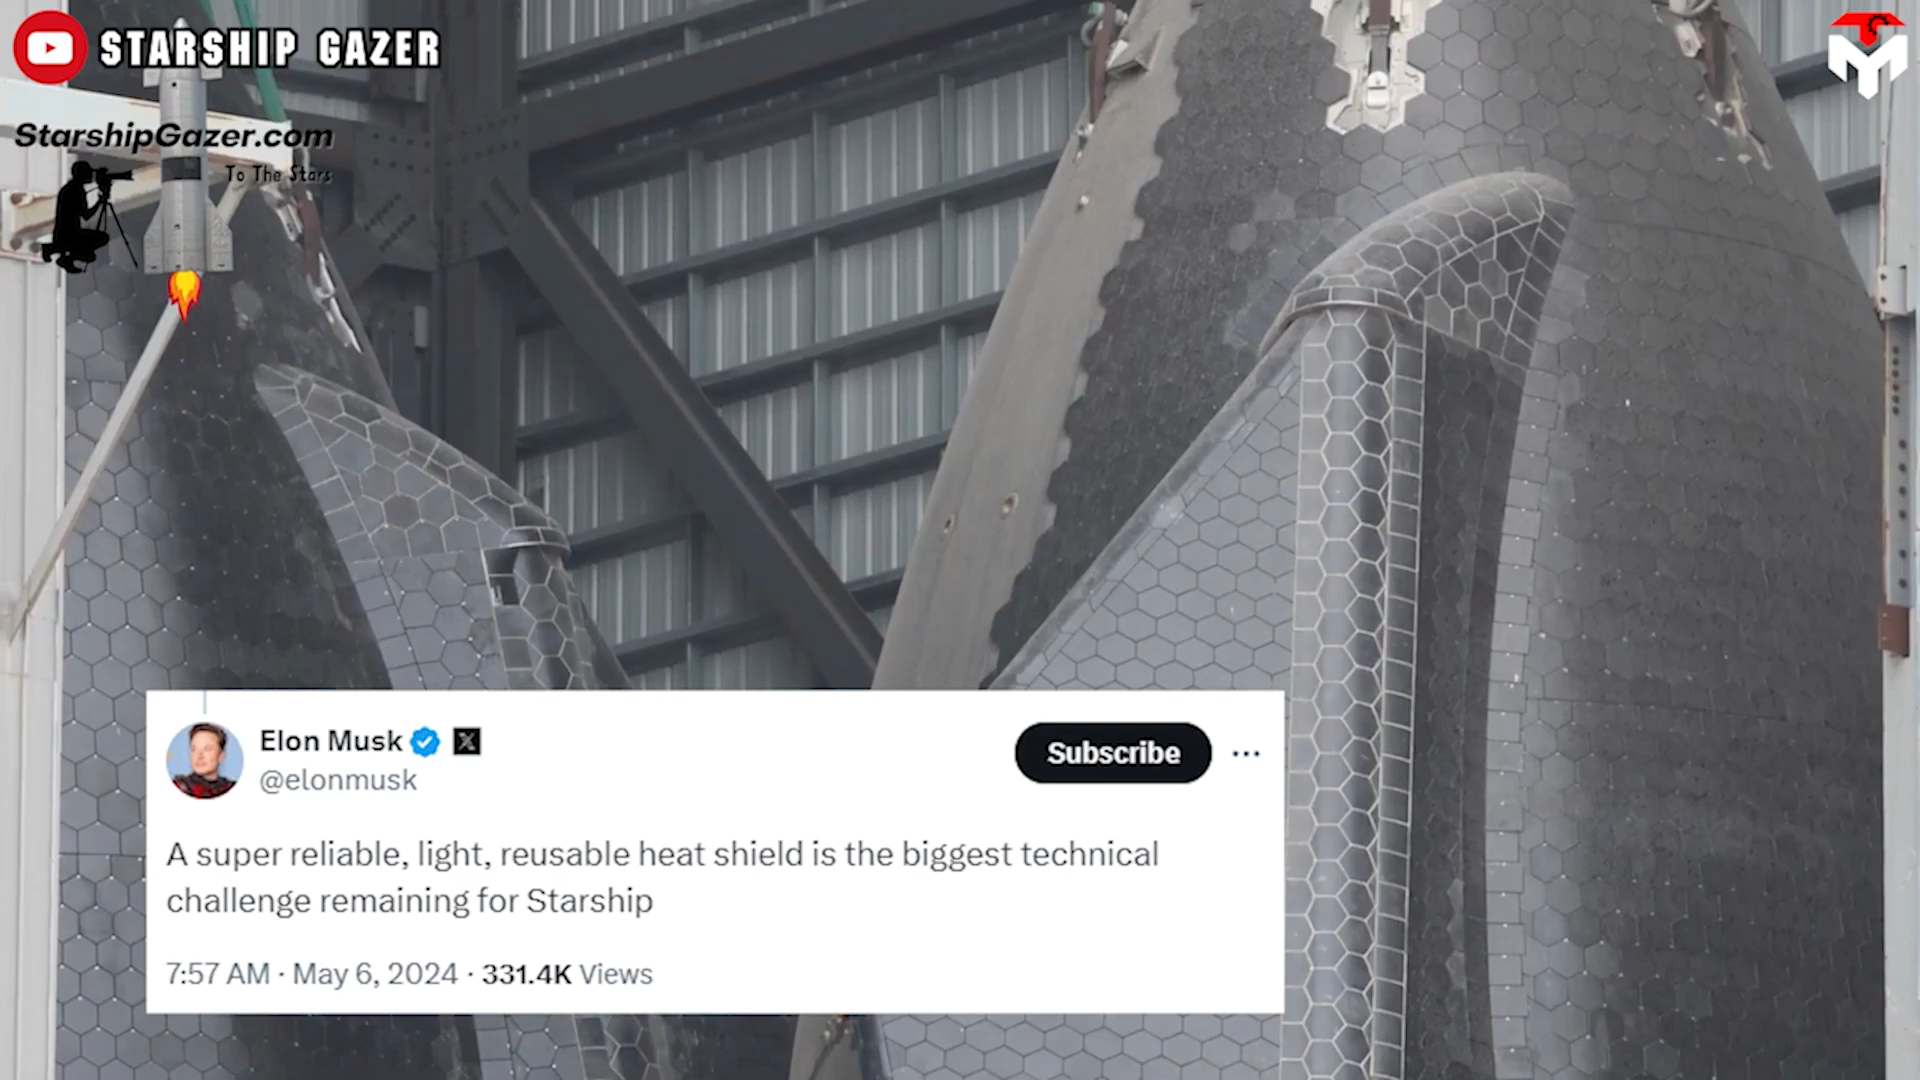 STARSHIP GAZER
StarshipGazer.com
To The Stars
Elon Musk
@elonmusk
Subscribe
A super reliable, light, reusable heat shield is the biggest technical
challenge remaining for Starship
7:57 AM · May 6, 2024 · 331.4K Views